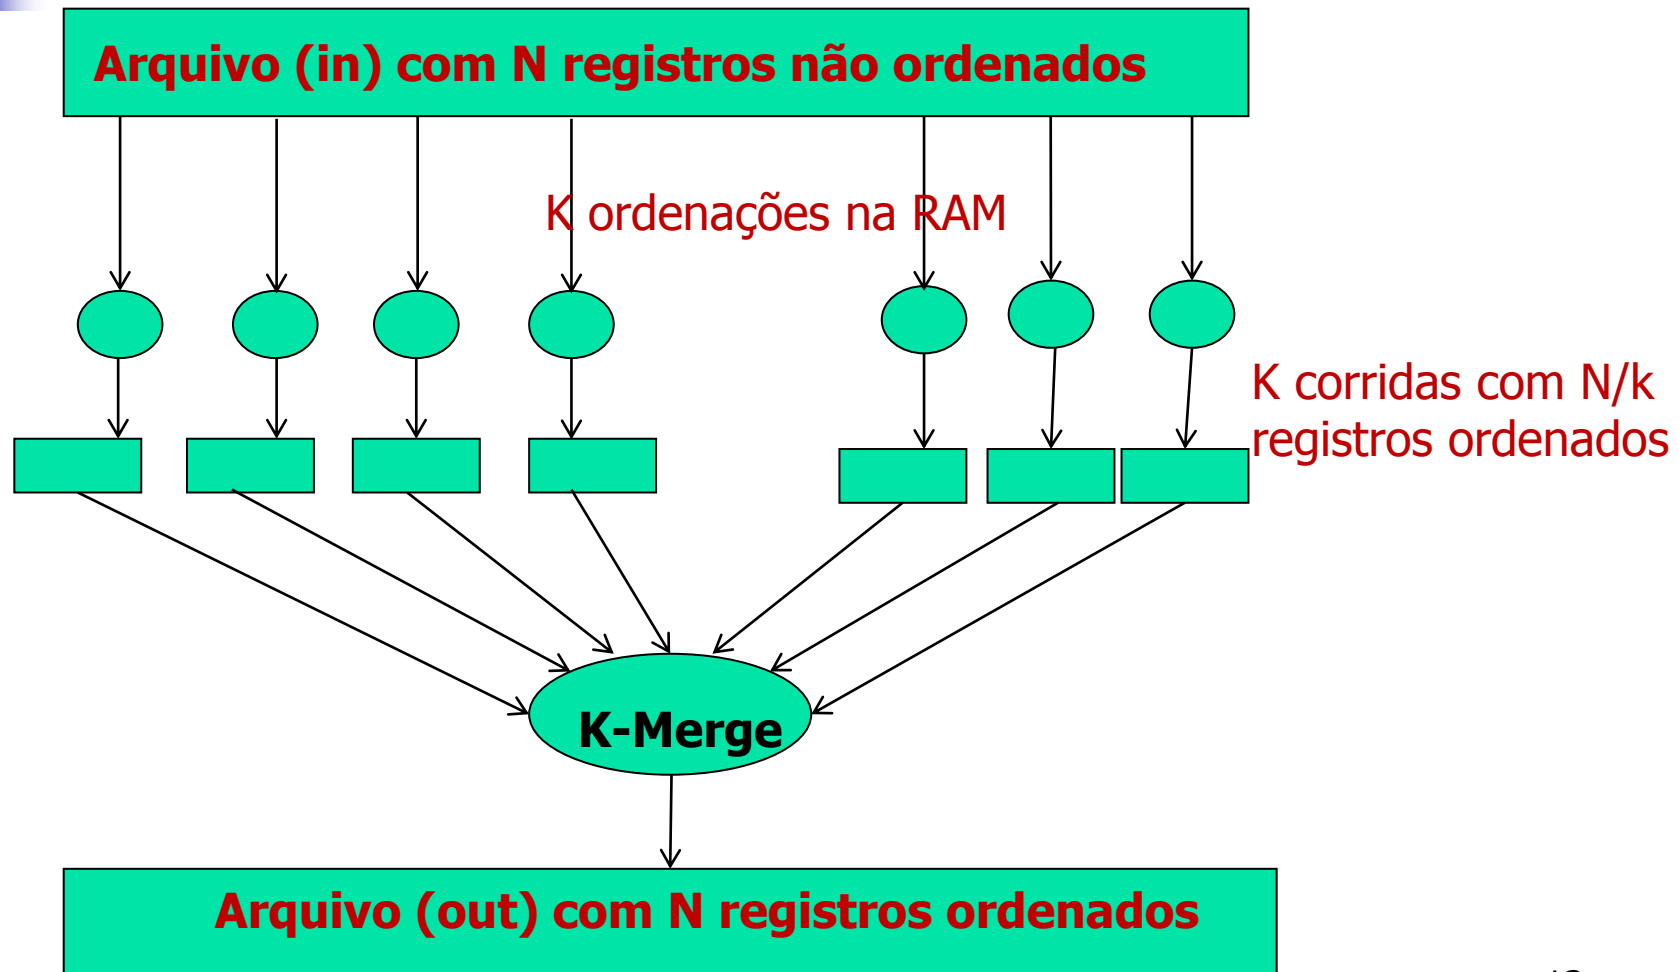 Arquivo (in) com N registros não ordenados
K ordenações na RAM
K corridas com N/k
registros ordenados
K-Merge
Arquivo (out) com N registros ordenados